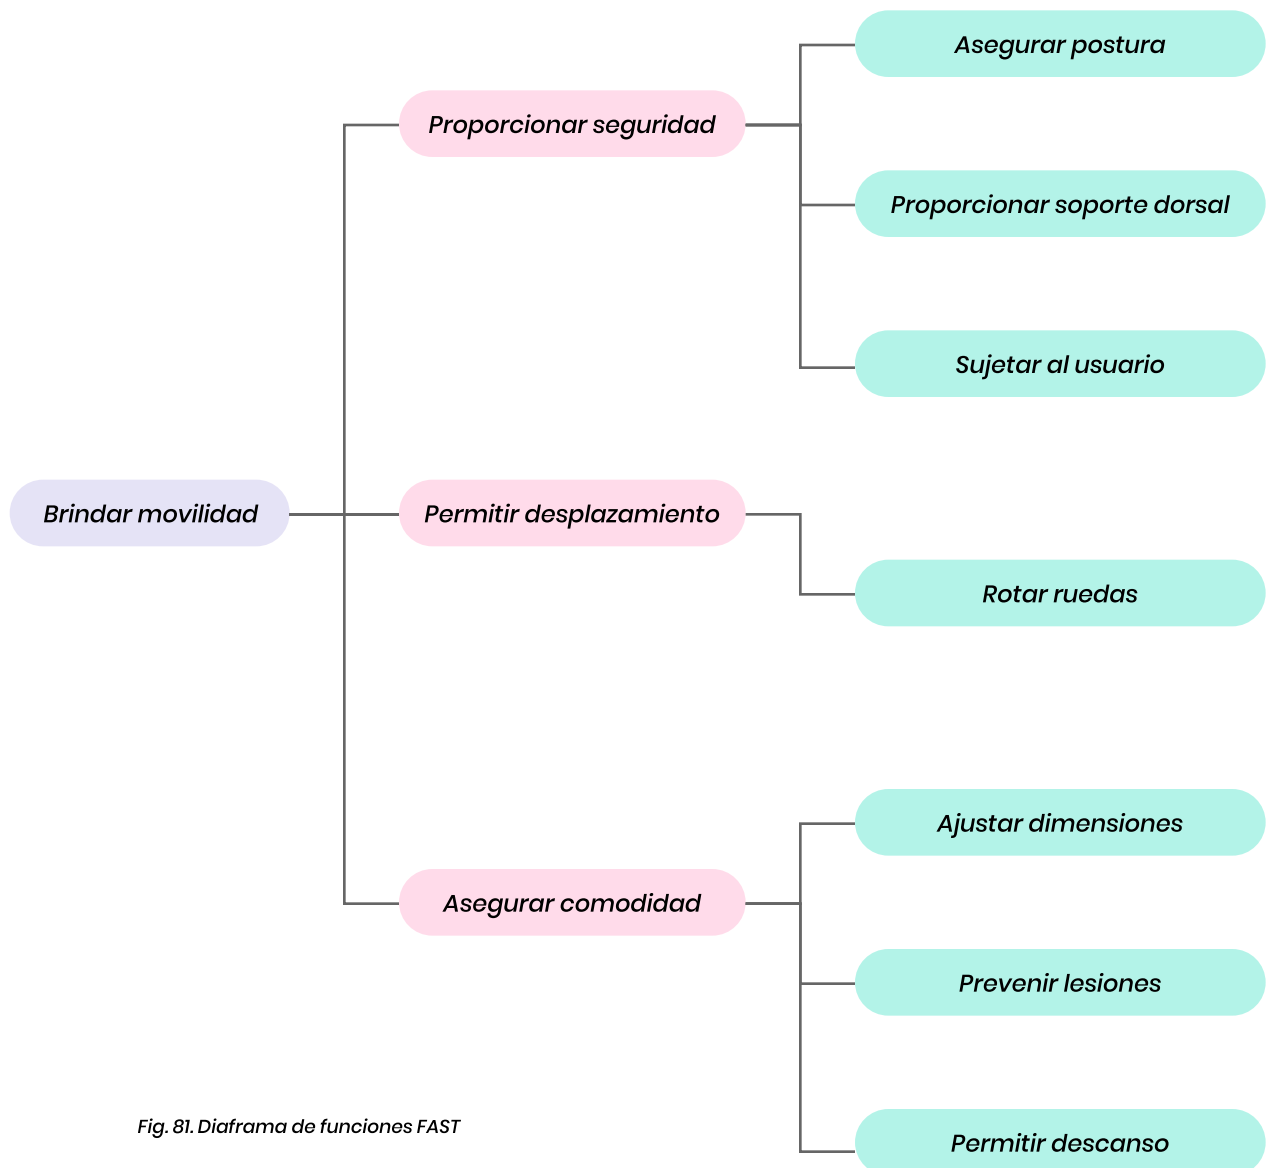 Asegurar postura
Proporcionar seguridad
Proporcionar soporte dorsal
Sujetar al usuario
Brindar movilidad
Permitir desplazamiento
Rotar ruedas
Ajustar dimensiones
Asegurar comodidad
Prevenir lesiones
Permitir descanso
Fig. 81. Diaframa de funciones FAST